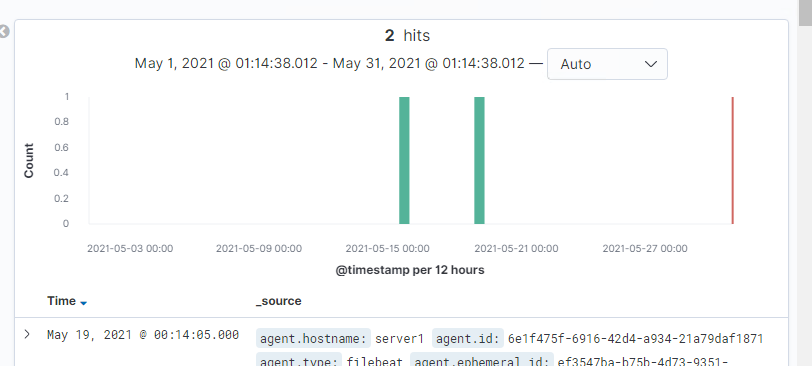 2 hits
May 1, 2021 @ 01:14:38.012 - May 31, 2021 @ 01:14:38.012 — Auto
1
0.8
0.6
0.4
0.2
0
Count
2021-05-03 00:00 2021-05-09 00:00 2021-05-15 00:00 2021-05-21 00:00 2021-05-27 00:00
@timestamp per 12 hours
Time _source
May 19, 2021 @ 00:14:05.000 agent.hostname: server1 agent.id: 6e1f475f-6916-42d4-a934-21a79daf1871
agent.type: filebeat agent.ephemeral_id: ef3547ba-b75b-4d73-9351-